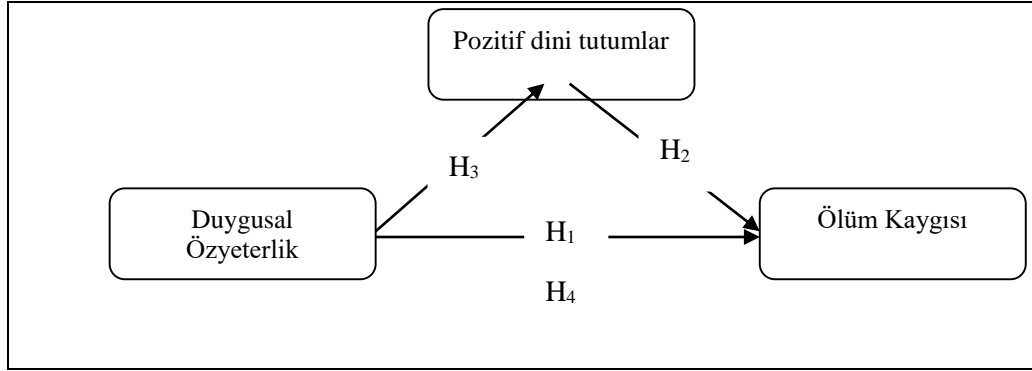 Pozitif dini tutumlar
H₃
H₂
Duygusal
Özyeterlik
H₁
Ölüm Kaygısı
H₄